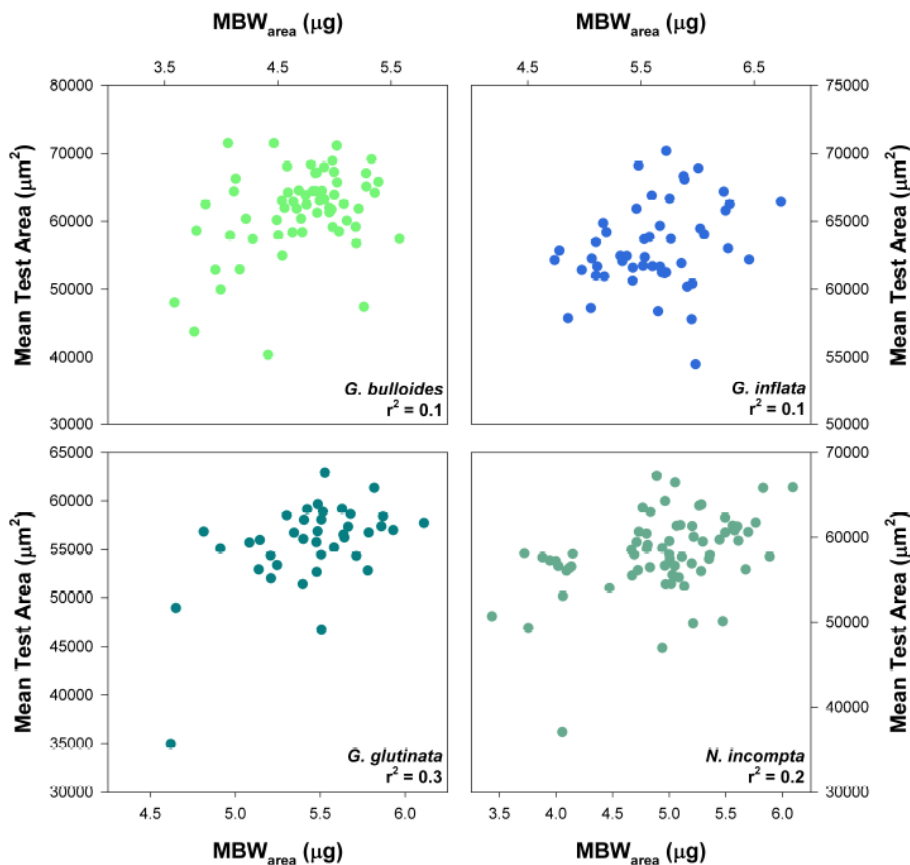 MBW_area (μg) MBW_area (μg)
3.5 4.5 5.5 4.5 5.5 6.5
80000 75000
70000 70000
60000 65000
50000 60000
40000 55000
30000 50000
Mean Test Area (μm²) Mean Test Area (μm²)
G. bulloides G. inflata
r² = 0.1 r² = 0.1
65000 70000
60000
55000 60000
50000
45000 50000
40000
35000 40000
30000 30000
Mean Test Area (μm²) Mean Test Area (μm²)
G. glutinata N. incompta
r² = 0.3 r² = 0.2
4.5 5.0 5.5 6.0 3.5 4.0 4.5 5.0 5.5 6.0
MBW_area (μg) MBW_area (μg)